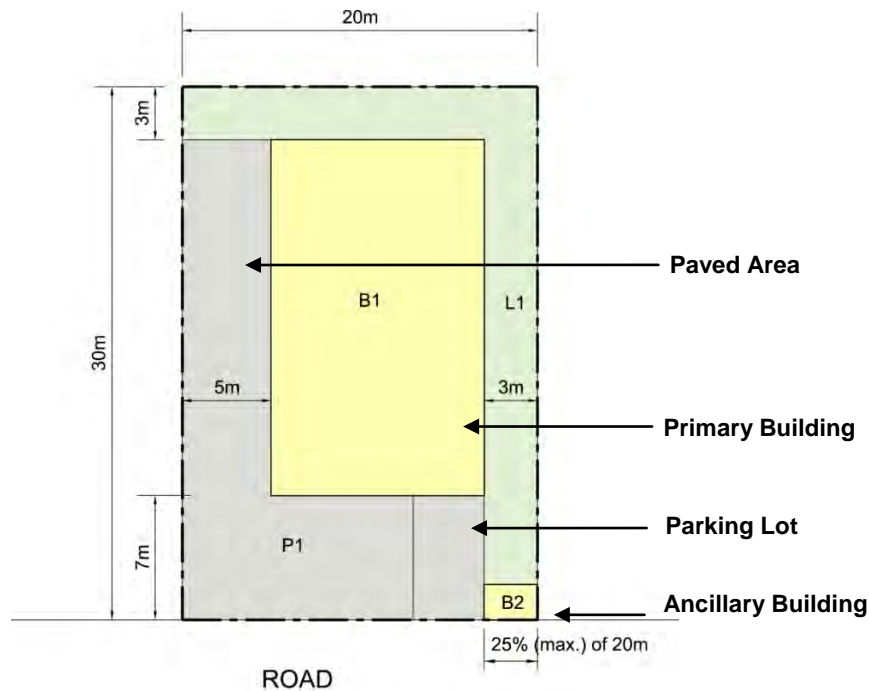 20m
3m
30m
Paved Area
B1
L1
5m
3m
Primary Building
Parking Lot
7m
P1
B2
Ancillary Building
25% (max.) of 20m
ROAD